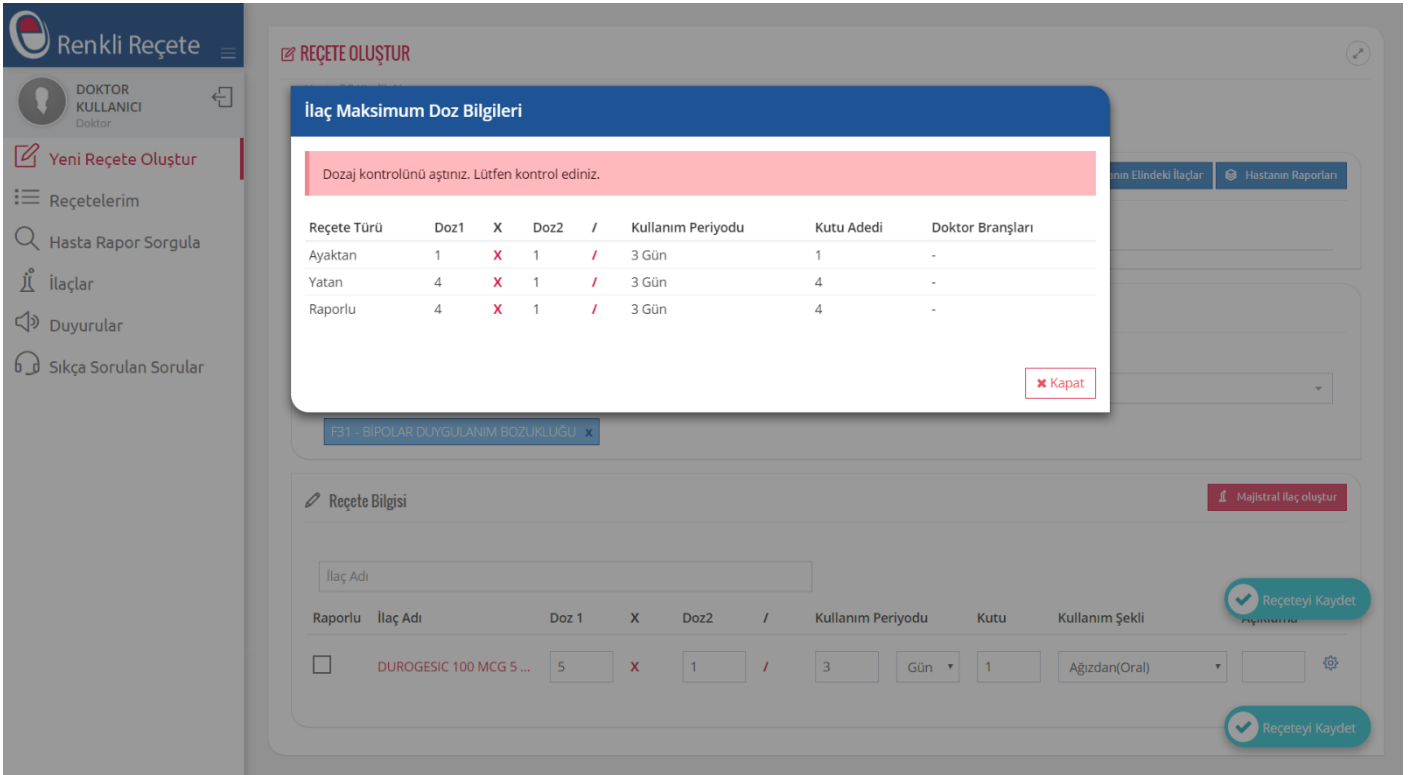 Renkli Reçete
DOKTOR
KULLANICI
Doktor
Yeni Reçete Oluştur
Reçetelerim
Hasta Rapor Sorgula
İlaçlar
Duyurular
Sıkça Sorulan Sorular
REÇETE OLUŞTUR
İlaç Maksimum Doz Bilgileri
Dozaj kontrolünü aştınız. Lütfen kontrol ediniz.
Reçete Türü Doz1 X Doz2 / Kullanım Periyodu Kutu Adedi Doktor Branşları
Ayaktan 1 X 1 / 3 Gün 1 -
Yatan 4 X 1 / 3 Gün 4 -
Raporlu 4 X 1 / 3 Gün 4 -
Kapat
Elindeki İlaçlar Hastanın Raporları
F31 - BİPOLAR DUYGULANIM BOZUKLUĞU x
Reçete Bilgisi Majistral ilaç oluştur
İlaç Adı
Reçeteyi Kaydet
Raporlu İlaç Adı Doz 1 X Doz2 / Kullanım Periyodu Kutu Kullanım Şekli Açıklama
DUROGESIC 100 MCG 5 ... 5 X 1 / 3 Gün 1 Ağızdan(Oral)
Reçeteyi Kaydet